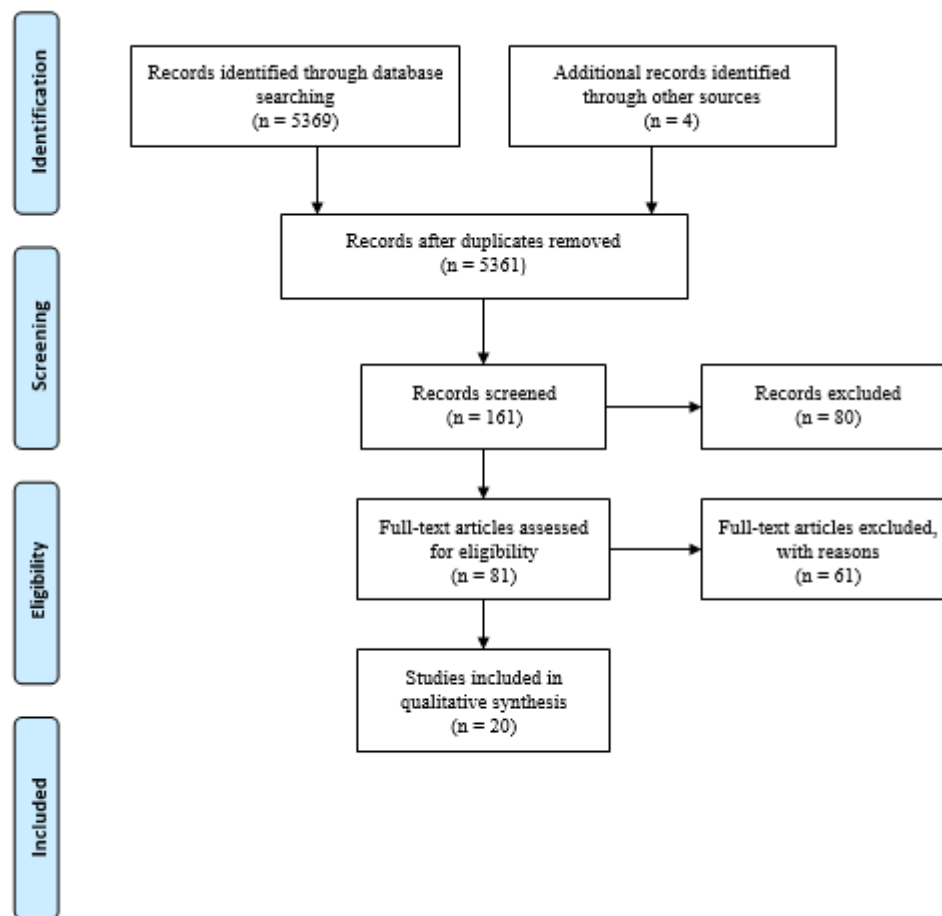 Identification
Records identified through database
searching
(n = 5369)
Additional records identified
through other sources
(n = 4)
Records after duplicates removed
(n = 5361)
Screening
Records screened
(n = 161)
Records excluded
(n = 80)
Eligibility
Full-text articles assessed
for eligibility
(n = 81)
Full-text articles excluded,
with reasons
(n = 61)
Studies included in
qualitative synthesis
(n = 20)
Included